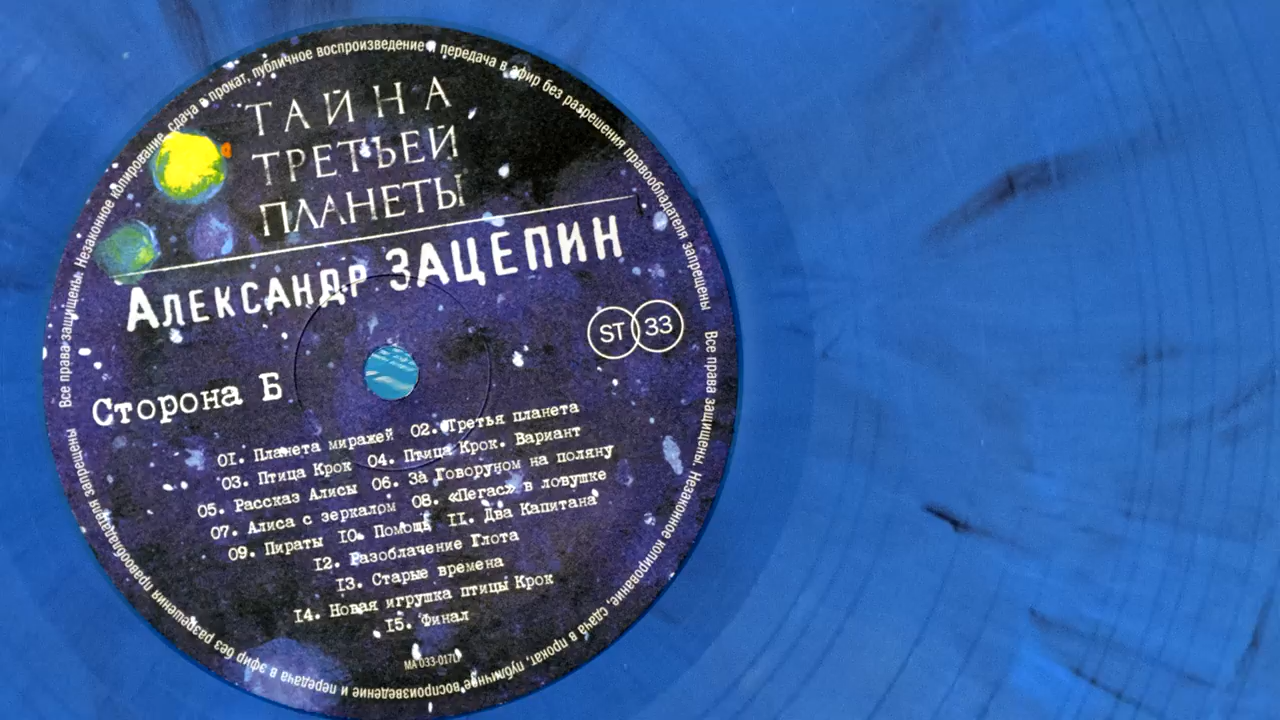 ТАЙНА
ТРЕТЬЕЙ
ПЛАНЕТЫ
Александр ЗАЦЕПИН
ST 33
Сторона Б
01. Планета миражей 02. Третья планета
03. Птица Крок 04. Птица Крок. Вариант
05. Рассказ Алисы 06. За Говоруном на поляну
07. Алиса с зеркалом 08. «Пегас» в ловушке
09. Пираты 10. Помощь 11. Два Капитана
12. Разоблачение Глота
13. Старые времена
14. Новая игрушка птицы Крок
15. Финал
МА 033-017LP
Все права защищены. Незаконное копирование, сдача в прокат, публичное воспроизведение и передача в эфир без разрешения правообладателя запрещены
Все права защищены. Незаконное копирование, сдача в прокат, публичное воспроизведение и передача в эфир без разрешения правообладателя запрещены